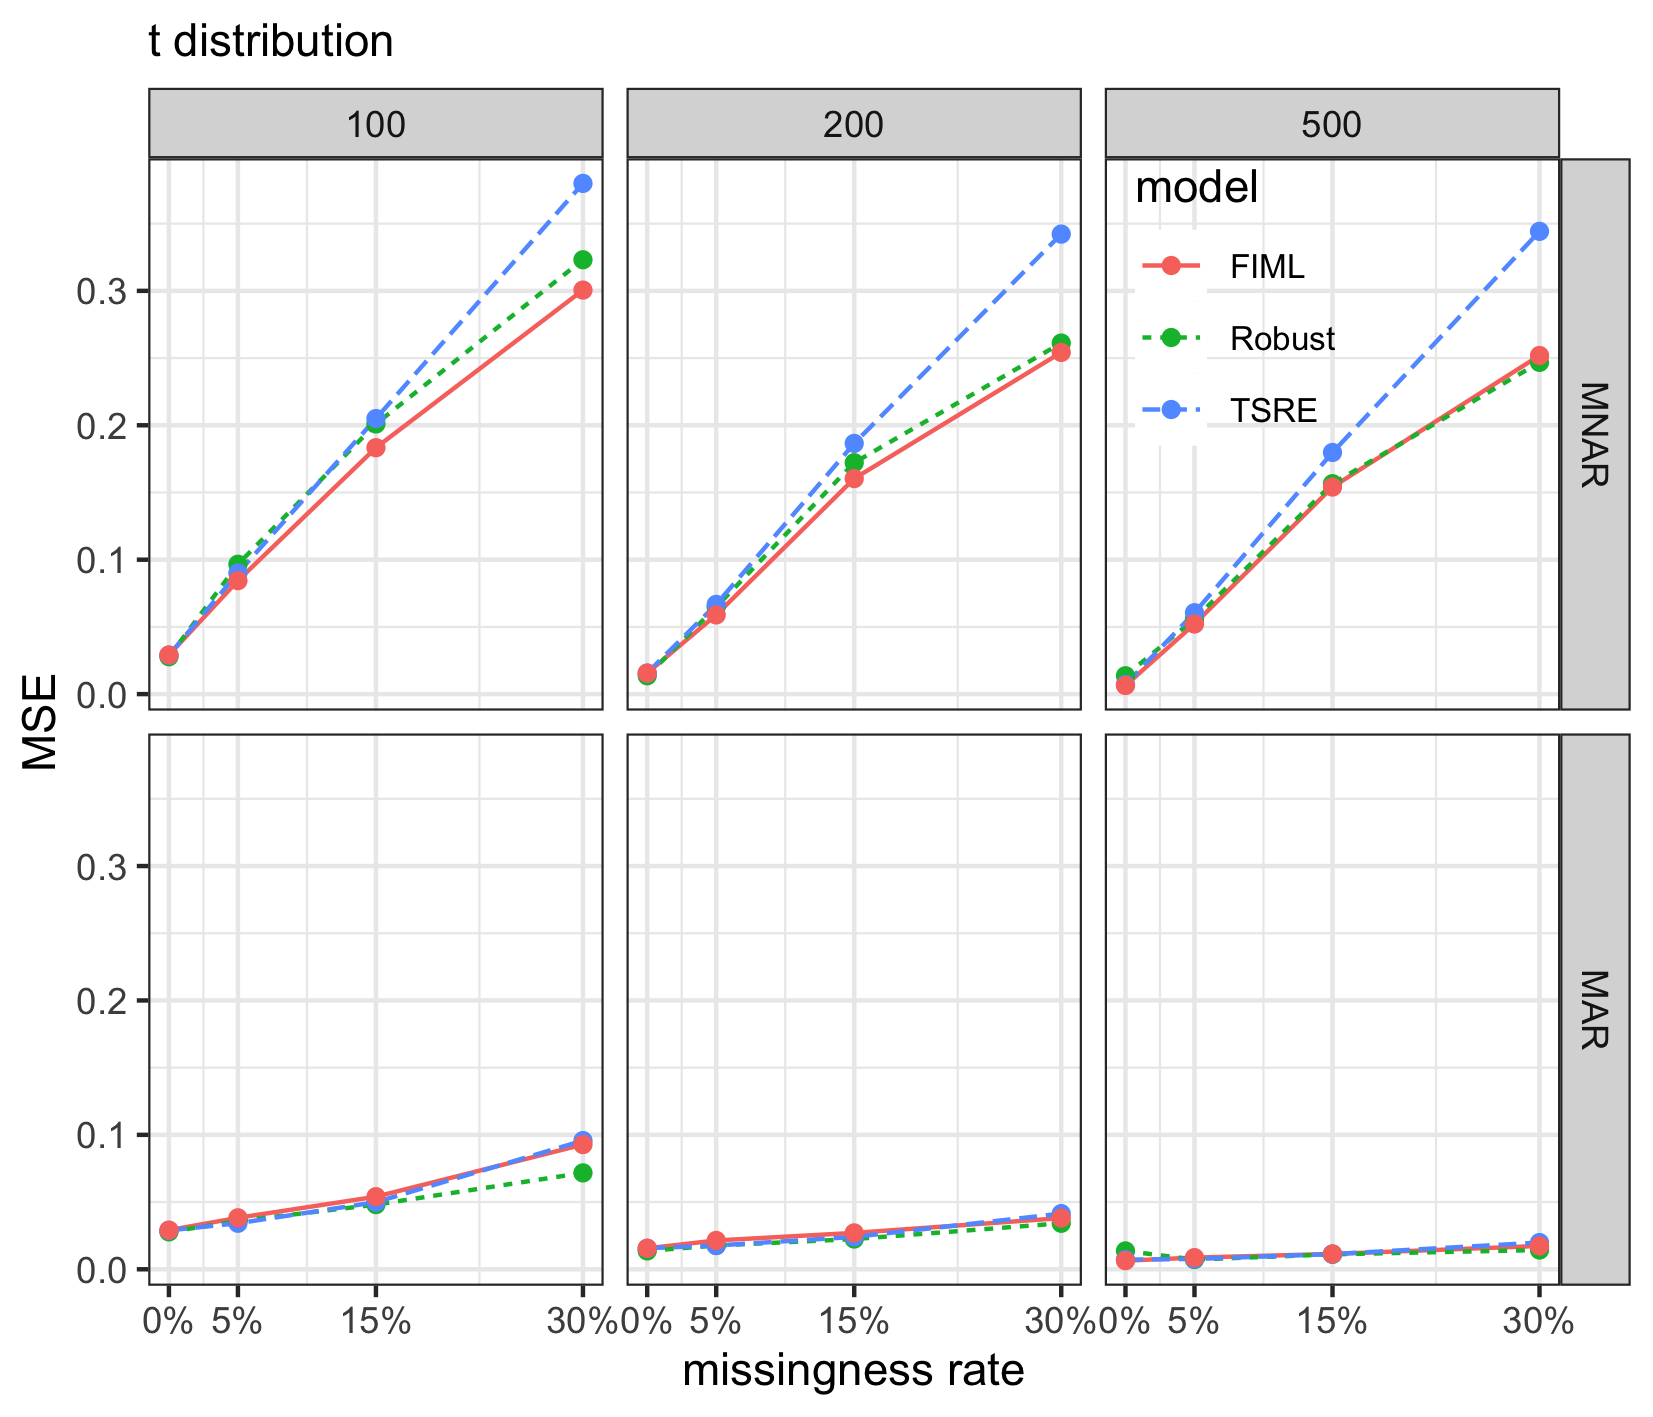 t distribution
100 200 500
model
FIML
Robust
TSRE
0.3
0.2
0.1
0.0
MNAR
MSE
0.3
0.2
0.1
0.0
MAR
0% 5% 15% 30% 0% 5% 15% 30% 0% 5% 15% 30%
missingness rate